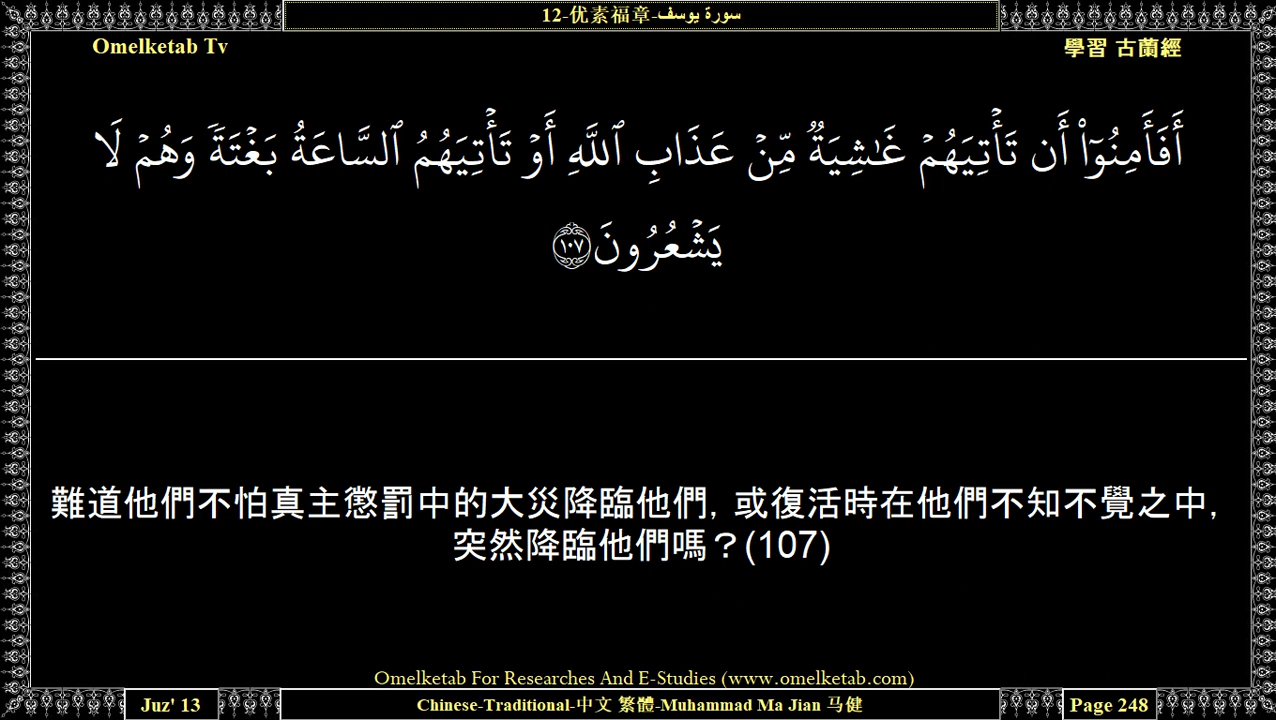 12-优素福章-سورة يوسف
Omelketab Tv
學習 古蘭經
أَفَأَمِنُوٓا۟ أَن تَأۡتِيَهُمۡ غَـٰشِيَةٌۭ مِّنۡ عَذَابِ ٱللَّهِ أَوۡ تَأۡتِيَهُمُ ٱلسَّاعَةُ بَغۡتَةًۭ وَهُمۡ لَا
يَشۡعُرُونَ ١٠٧
難道他們不怕真主懲罰中的大災降臨他們，或復活時在他們不知不覺之中，
突然降臨他們嗎？(107)
Omelketab For Researches And E-Studies (www.omelketab.com)
Juz' 13
Chinese-Traditional-中文 繁體-Muhammad Ma Jian 马健
Page 248